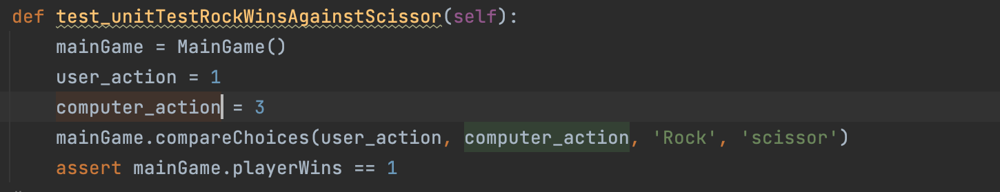 def test_unitTestRockWinsAgainstScissor(self):
    mainGame = MainGame()
    user_action = 1
    computer_action = 3
    mainGame.compareChoices(user_action, computer_action, 'Rock', 'scissor')
    assert mainGame.playerWins == 1